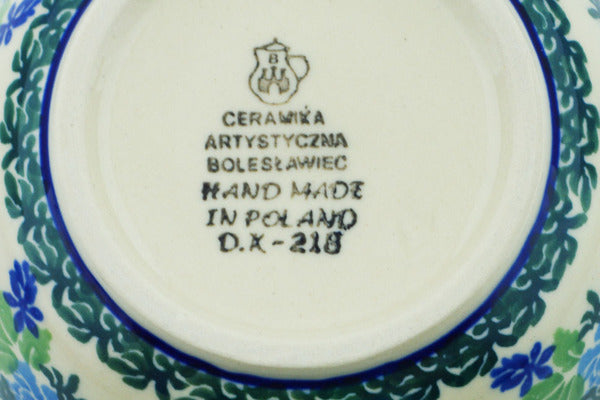 B
CERAMIKA
ARTYSTYCZNA
BOLESŁAWIEC
HAND MADE
IN POLAND
D.X-218